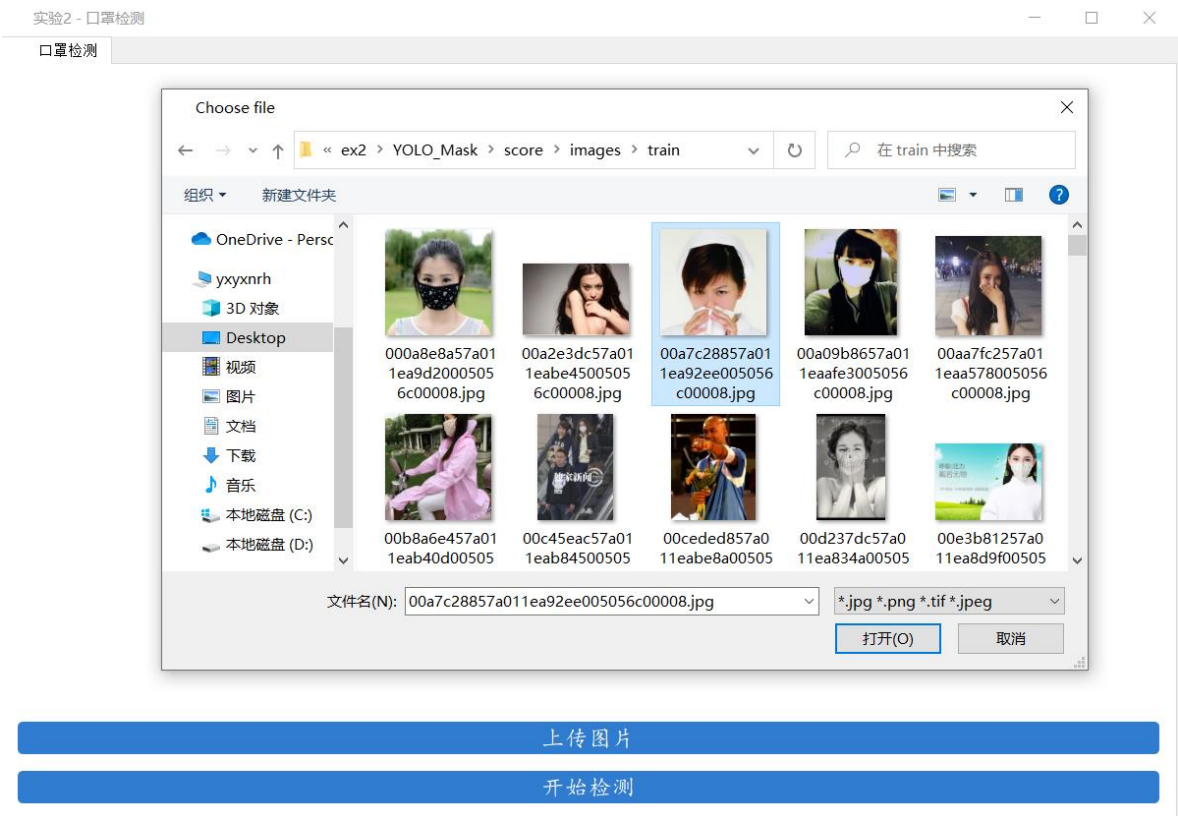 实验2 - 口罩检测
口罩检测
Choose file
« ex2 > YOLO_Mask > score > images > train
在 train 中搜索
组织
新建文件夹
OneDrive - Persc
yxyxnrh
3D 对象
Desktop
视频
图片
文档
下载
音乐
本地磁盘 (C:)
本地磁盘 (D:)
000a8e8a57a01
1ea9d2000505
6c00008.jpg
00a2e3dc57a01
1eabe4500505
6c00008.jpg
00a7c28857a01
1ea92ee005056
c00008.jpg
00a09b8657a01
1eaafe3005056
c00008.jpg
00aa7fc257a01
1eaa578005056
c00008.jpg
独家新闻
00b8a6e457a01
1eab40d00505
00c45eac57a01
1eab84500505
00ceded857a0
11eabe8a00505
00d237dc57a0
11ea834a00505
00e3b81257a0
11ea8d9f00505
文件名(N):
00a7c28857a011ea92ee005056c00008.jpg
*.jpg *.png *.tif *.jpeg
打开(O)
取消
上传图片
开始检测